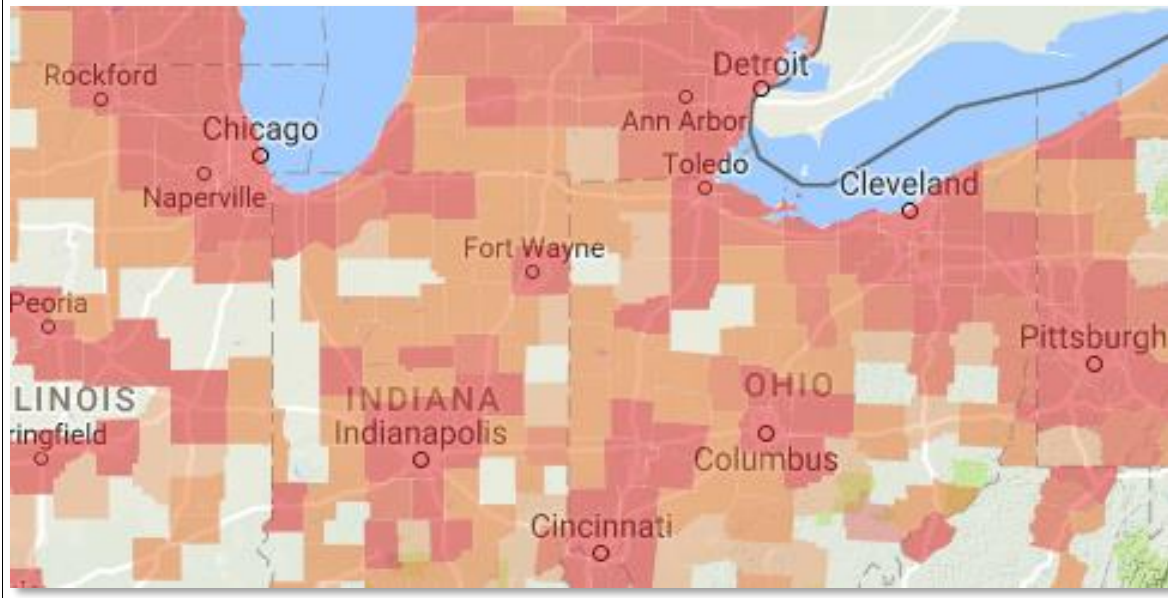 Rockford
Detroit
Chicago
Ann Arbor
Toledo
Naperville
Cleveland
Fort Wayne
Peoria
Pittsburgh
LINOIS
INDIANA
OHIO
ringfield
Indianapolis
Columbus
Cincinnati